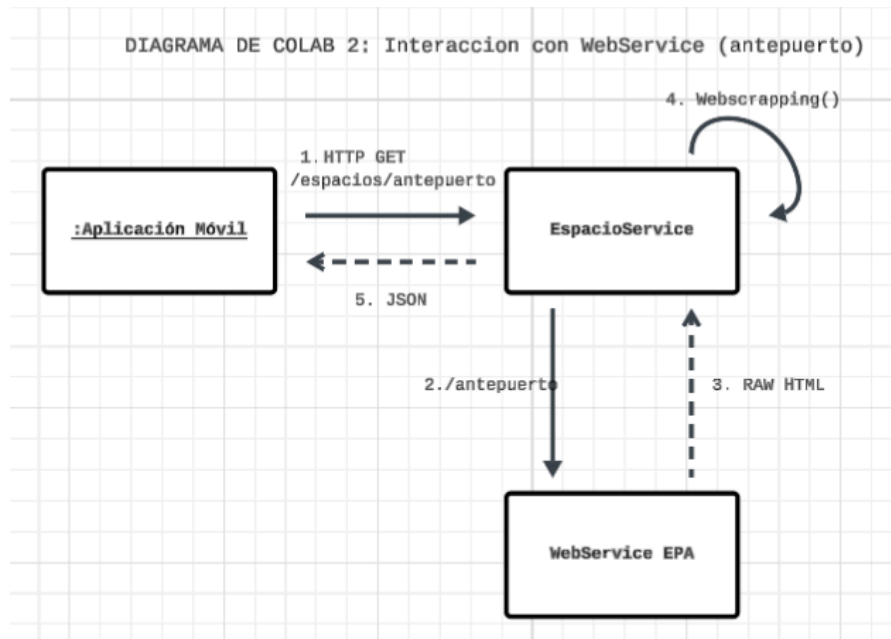 DIAGRAMA DE COLAB 2: Interaccion con WebService (antepuerto)
4. Webscrapping()
1.HTTP GET
/espacios/antepuerto
:Aplicación Móvil
EspacioService
5. JSON
2./antepuerto
3. RAW HTML
WebService EPA